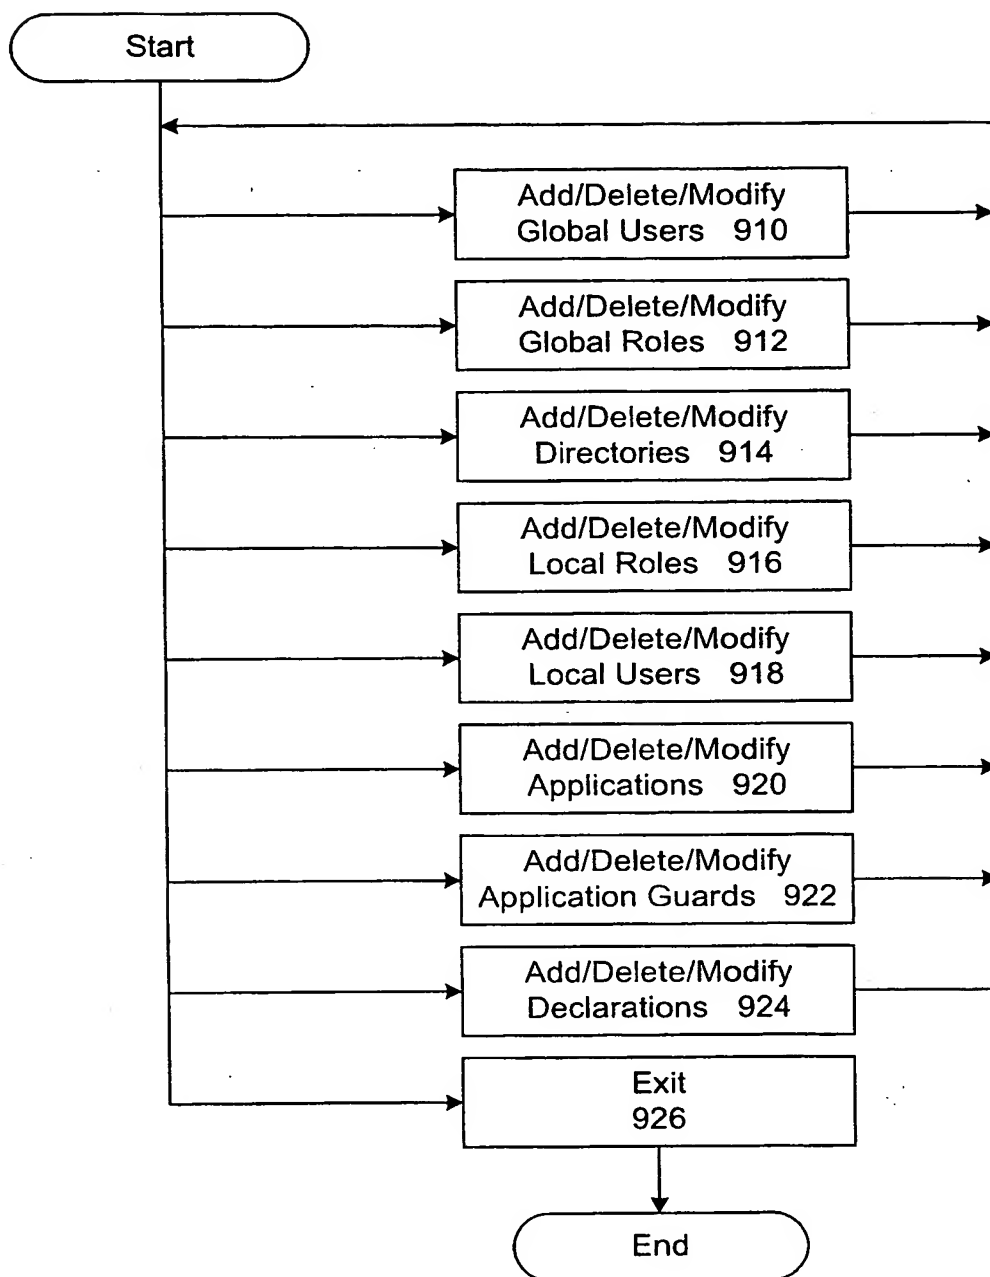 Start
Add/Delete/Modify
Global Users 910
Add/Delete/Modify
Global Roles 912
Add/Delete/Modify
Directories 914
Add/Delete/Modify
Local Roles 916
Add/Delete/Modify
Local Users 918
Add/Delete/Modify
Applications 920
Add/Delete/Modify
Application Guards 922
Add/Delete/Modify
Declarations 924
Exit
926
End